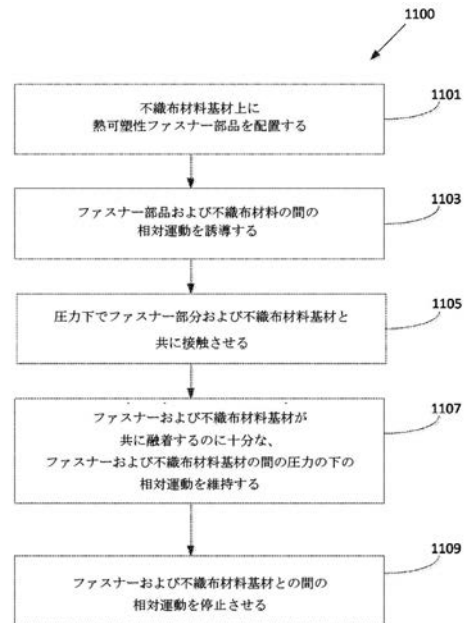 1100
1101
不織布材料基材上に
熱可塑性ファスナー部品を配置する
1103
ファスナー部品および不織布材料の間の
相対運動を誘導する
1105
圧力下でファスナー部分および不織布材料基材と
共に接触させる
1107
ファスナーおよび不織布材料基材が
共に融着するのに十分な、
ファスナーおよび不織布材料基材の間の圧力の下の
相対運動を維持する
1109
ファスナーおよび不織布材料基材との間の
相対運動を停止させる